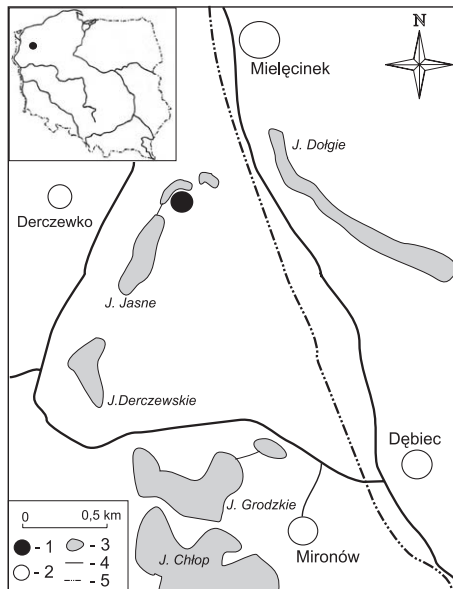 N
Mielęcinek
J. Dołgie
Derczewko
J. Jasne
J.Derczewskie
Dębiec
J. Grodzkie
Mironów
J. Chłop
0 0,5 km
- 1
- 2
- 3
- 4
- 5